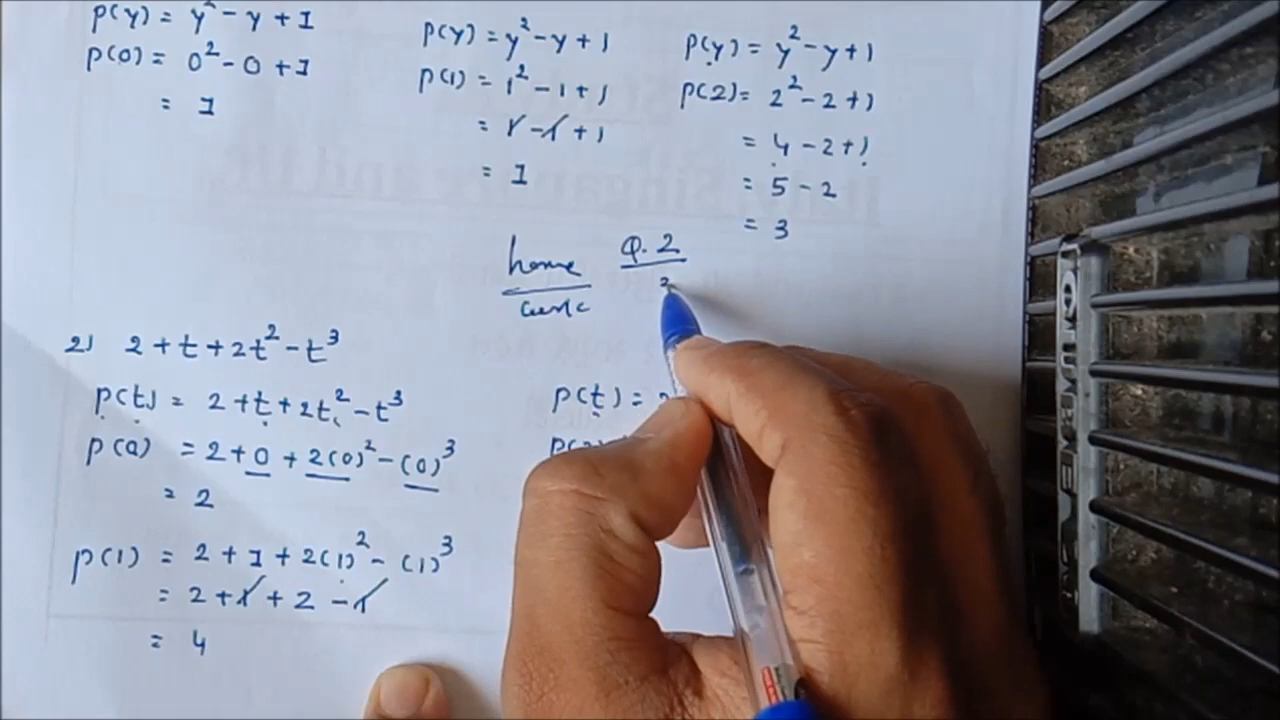 p(y) = y² - y + 1
p(0) = 0² - 0 + 1
= 1
p(y) = y² - y + 1
p(1) = 1² - 1 + 1
= 1 - 1 + 1
= 1
p(y) = y² - y + 1
p(2) = 2² - 2 + 1
= 4 - 2 + 1
= 5 - 2
= 3
home Q. 2
2) 2 + t + 2t² - t³
p(t) = 2 + t + 2t² - t³
p(0) = 2 + 0 + 2(0)² - (0)³
= 2
p(1) = 2 + 1 + 2(1)² - (1)³
= 2 + 1 + 2 - 1
= 4
p(t) =